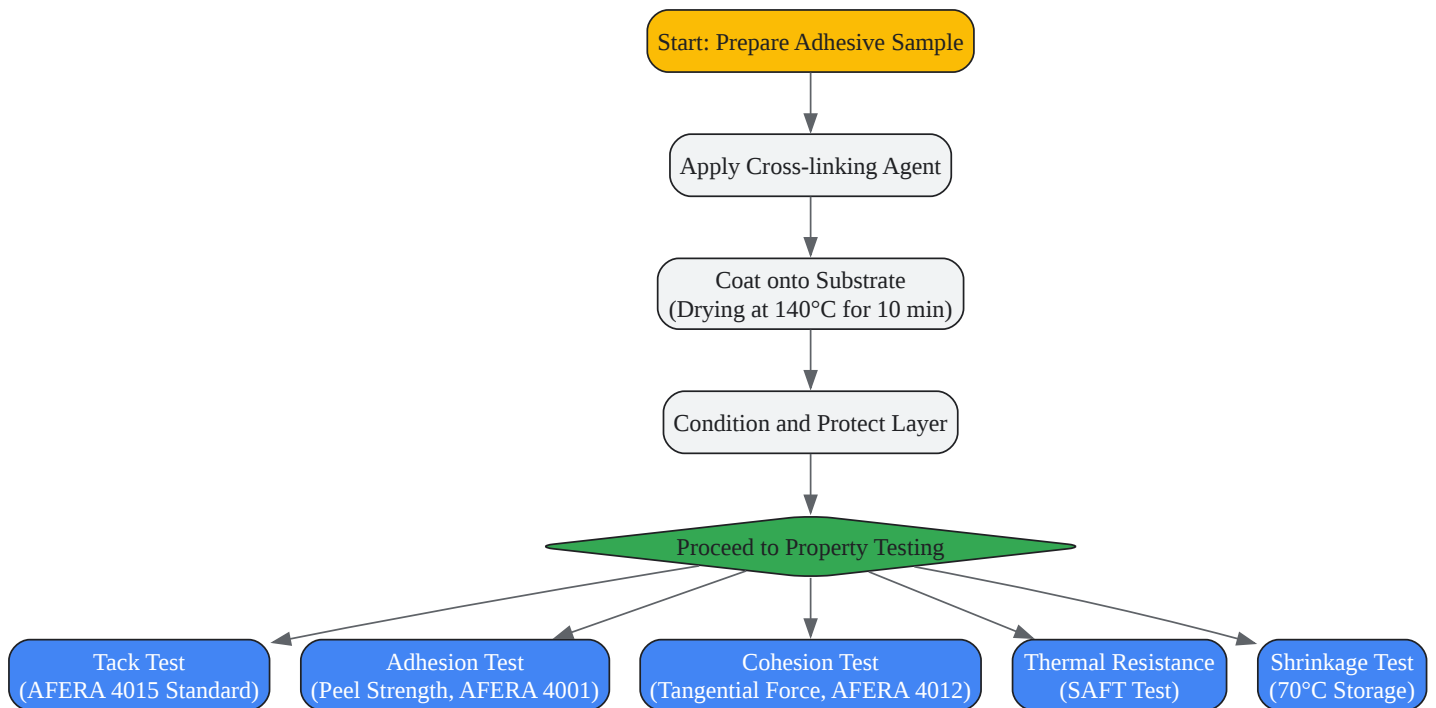 Start: Prepare Adhesive Sample
Apply Cross-linking Agent
Coat onto Substrate
(Drying at 140°C for 10 min)
Condition and Protect Layer
Proceed to Property Testing
Tack Test
(AFERA 4015 Standard)
Adhesion Test
(Peel Strength, AFERA 4001)
Cohesion Test
(Tangential Force, AFERA 4012)
Thermal Resistance
(SAFT Test)
Shrinkage Test
(70°C Storage)